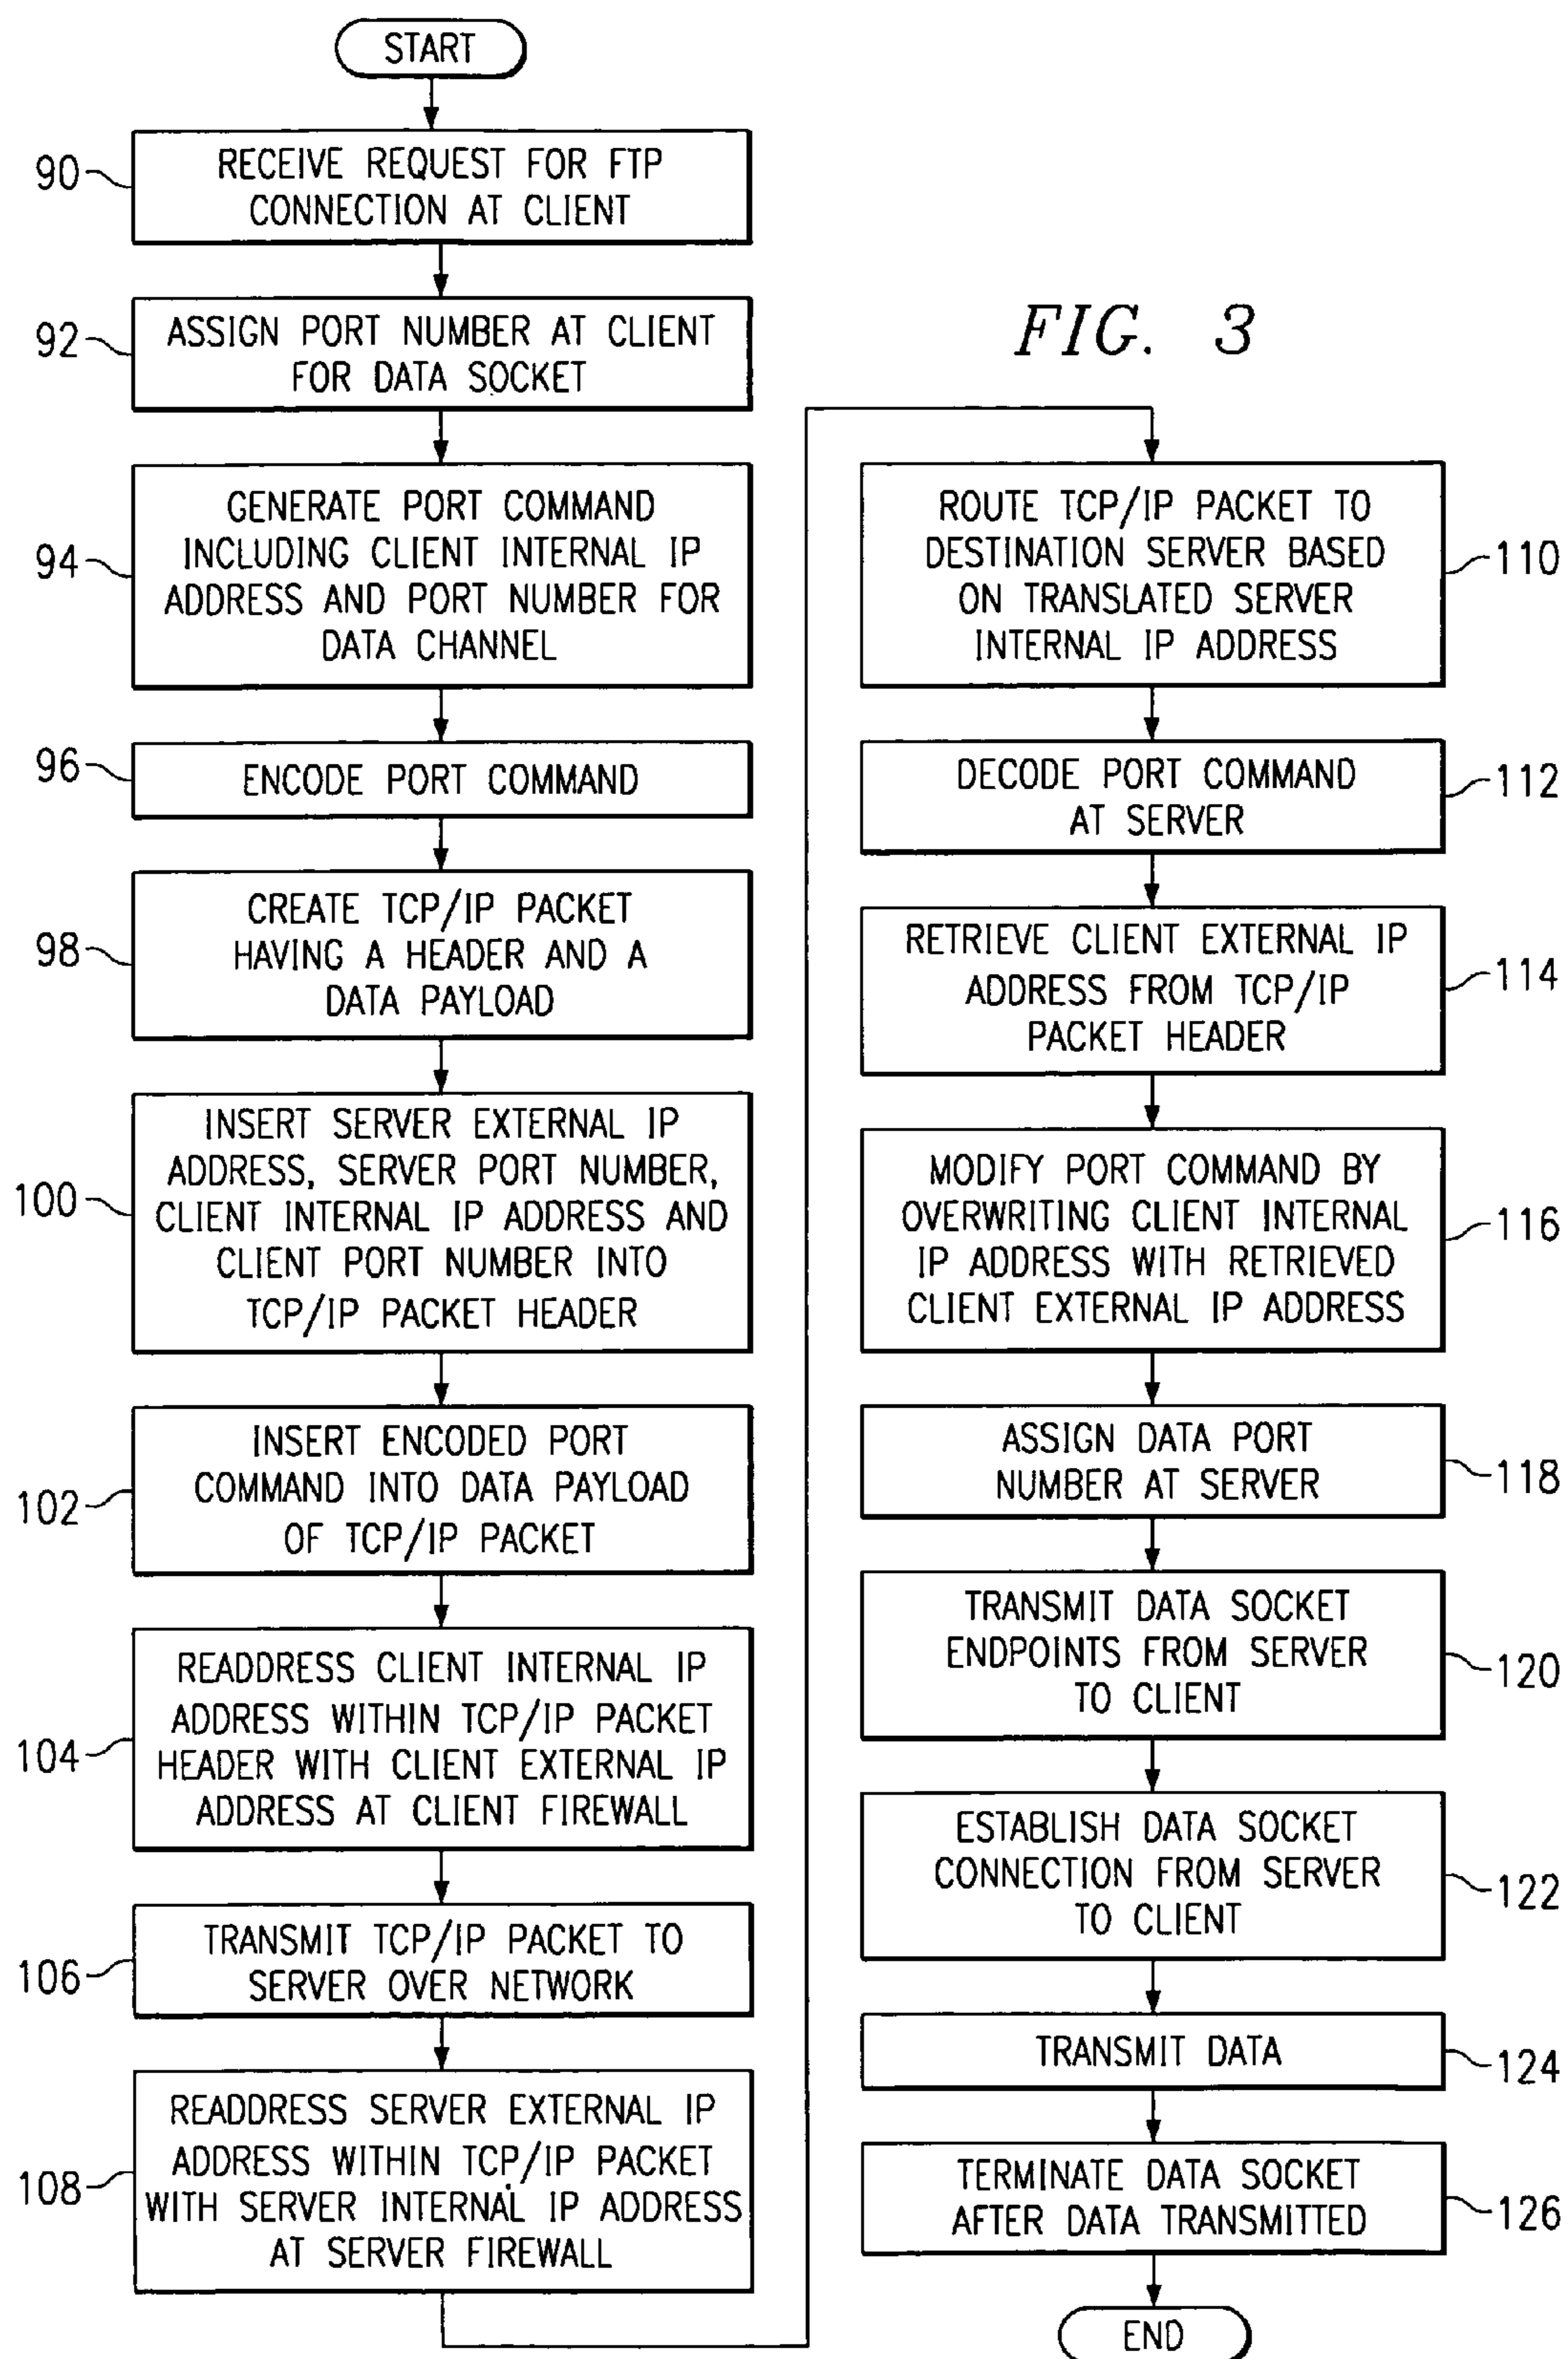 START
90
RECEIVE REQUEST FOR FTP
CONNECTION AT CLIENT
92
ASSIGN PORT NUMBER AT CLIENT
FOR DATA SOCKET
94
GENERATE PORT COMMAND
INCLUDING CLIENT INTERNAL IP
ADDRESS AND PORT NUMBER FOR
DATA CHANNEL
96
ENCODE PORT COMMAND
98
CREATE TCP/IP PACKET
HAVING A HEADER AND A
DATA PAYLOAD
100
INSERT SERVER EXTERNAL IP
ADDRESS, SERVER PORT NUMBER,
CLIENT INTERNAL IP ADDRESS AND
CLIENT PORT NUMBER INTO
TCP/IP PACKET HEADER
102
INSERT ENCODED PORT
COMMAND INTO DATA PAYLOAD
OF TCP/IP PACKET
104
READDRESS CLIENT INTERNAL IP
ADDRESS WITHIN TCP/IP PACKET
HEADER WITH CLIENT EXTERNAL IP
ADDRESS AT CLIENT FIREWALL
106
TRANSMIT TCP/IP PACKET TO
SERVER OVER NETWORK
108
READDRESS SERVER EXTERNAL IP
ADDRESS WITHIN TCP/IP PACKET
WITH SERVER INTERNAL IP ADDRESS
AT SERVER FIREWALL
FIG. 3
ROUTE TCP/IP PACKET TO
DESTINATION SERVER BASED
ON TRANSLATED SERVER
INTERNAL IP ADDRESS
110
DECODE PORT COMMAND
AT SERVER
112
RETRIEVE CLIENT EXTERNAL IP
ADDRESS FROM TCP/IP
PACKET HEADER
114
MODIFY PORT COMMAND BY
OVERWRITING CLIENT INTERNAL
IP ADDRESS WITH RETRIEVED
CLIENT EXTERNAL IP ADDRESS
116
ASSIGN DATA PORT
NUMBER AT SERVER
118
TRANSMIT DATA SOCKET
ENDPOINTS FROM SERVER
TO CLIENT
120
ESTABLISH DATA SOCKET
CONNECTION FROM SERVER
TO CLIENT
122
TRANSMIT DATA
124
TERMINATE DATA SOCKET
AFTER DATA TRANSMITTED
126
END